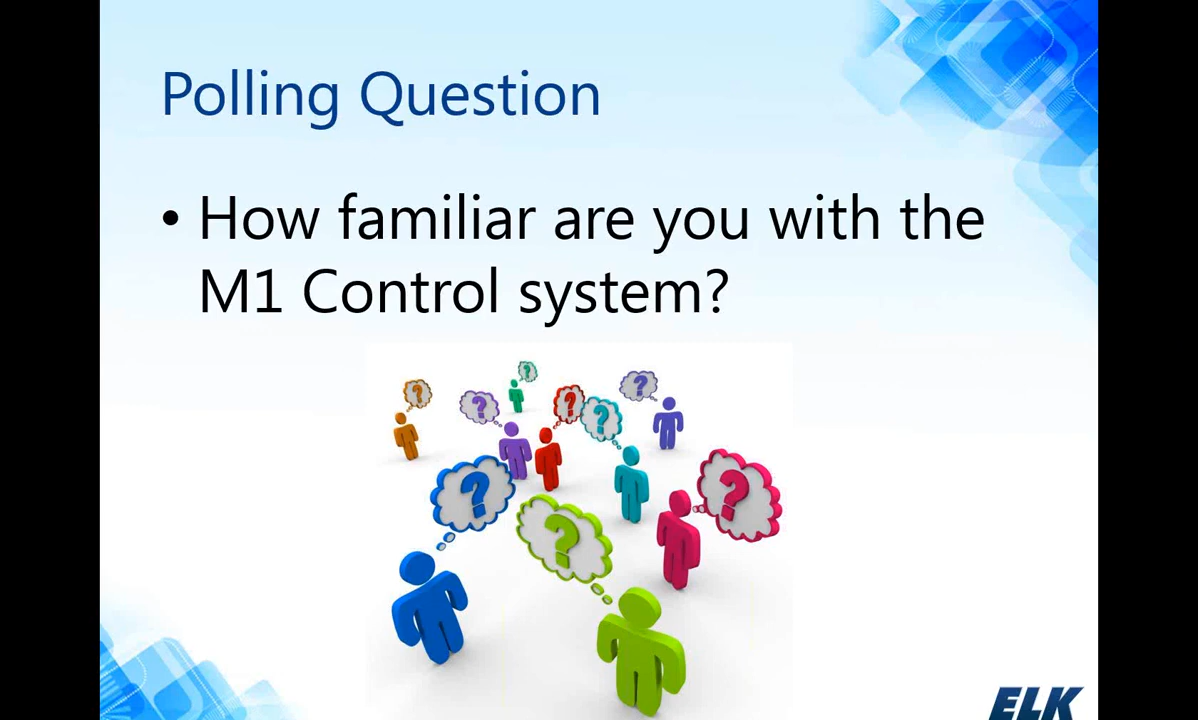 Polling Question
• How familiar are you with the
M1 Control system?
? ? ? ? ? ? ? ? ?
ELK